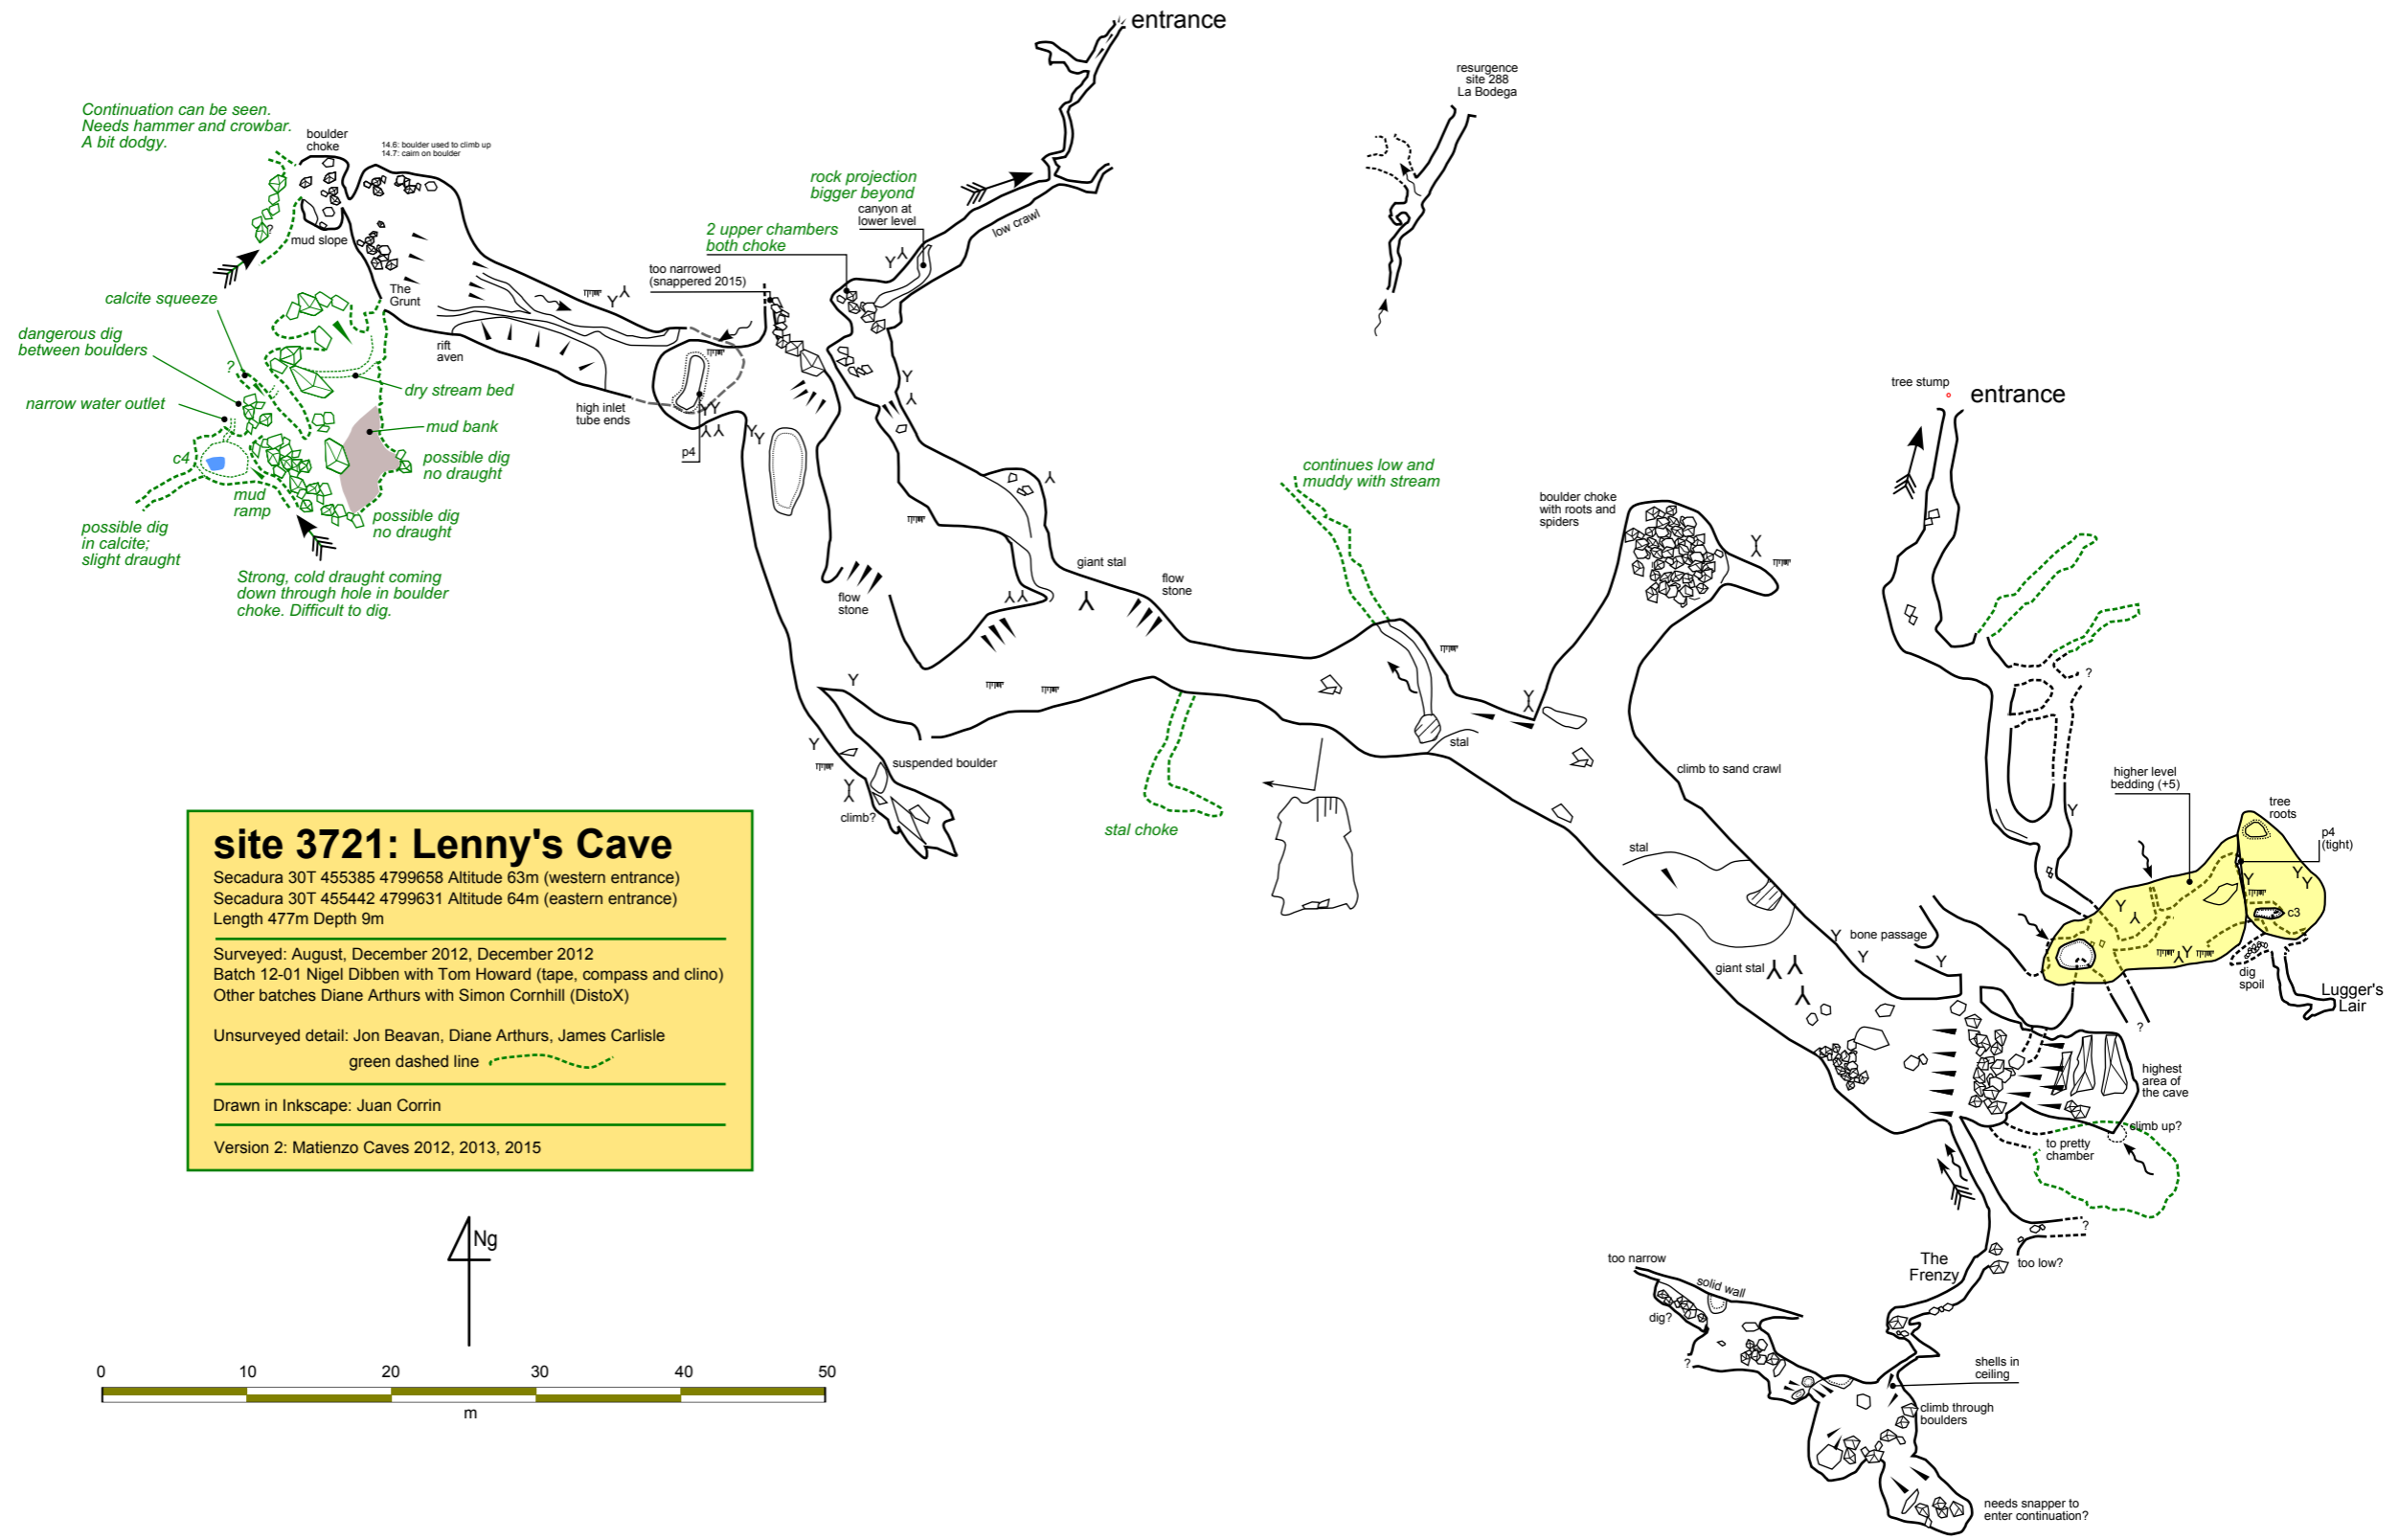 entrance
resurgence
site 288
La Bodega
Continuation can be seen.
Needs hammer and crowbar.
A bit dodgy.
boulder
choke
14.6: boulder used to climb up
14.7: cairn on boulder
rock projection
bigger beyond
canyon at
lower level
low crawl
2 upper chambers
both choke
?
mud slope
too narrowed
(snappered 2015)
The
Grunt
calcite squeeze
dangerous dig
between boulders
rift
aven
?
dry stream bed
narrow water outlet
high inlet
tube ends
mud bank
p4
c4
possible dig
no draught
mud
ramp
possible dig
no draught
possible dig
in calcite;
slight draught
Strong, cold draught coming
down through hole in boulder
choke. Difficult to dig.
tree stump
entrance
continues low and
muddy with stream
boulder choke
with roots and
spiders
giant stal
flow
stone
flow
stone
?
stal
suspended boulder
climb?
climb to sand crawl
higher level
bedding (+5)
tree
roots
p4
(tight)
stal choke
stal
c3
bone passage
giant stal
dig
spoil
Lugger's
Lair
?
highest
area of
the cave
climb up?
to pretty
chamber
?
too low?
The
Frenzy
too narrow
solid wall
dig?
?
shells in
ceiling
climb through
boulders
needs snapper to
enter continuation?
site 3721: Lenny's Cave
Secadura 30T 455385 4799658 Altitude 63m (western entrance)
Secadura 30T 455442 4799631 Altitude 64m (eastern entrance)
Length 477m Depth 9m
Surveyed: August, December 2012, December 2012
Batch 12-01 Nigel Dibben with Tom Howard (tape, compass and clino)
Other batches Diane Arthurs with Simon Cornhill (DistoX)
Unsurveyed detail: Jon Beavan, Diane Arthurs, James Carlisle
green dashed line
Drawn in Inkscape: Juan Corrin
Version 2: Matienzo Caves 2012, 2013, 2015
Ng
0 10 20 30 40 50
m